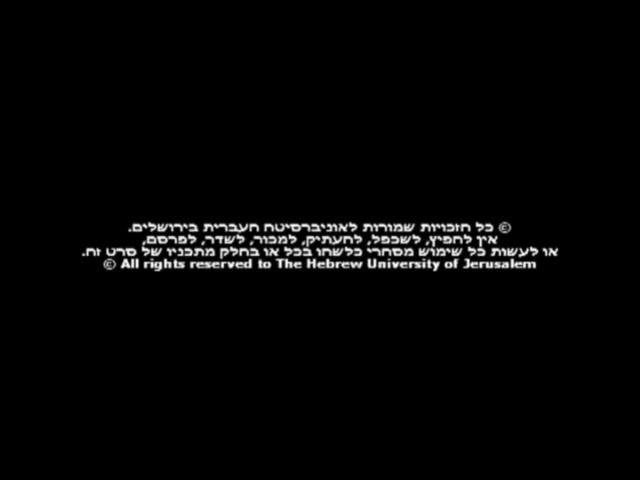 © כל הזכויות שמורות לאוניברסיטה העברית בירושלים.
אין להפיץ, לשכפל, להעתיק, למכור, לשדר, לפרסם,
או לעשות כל שימוש מסחרי כלשהו בכל או בחלק מתכניו של סרט זה.
© All rights reserved to The Hebrew University of Jerusalem